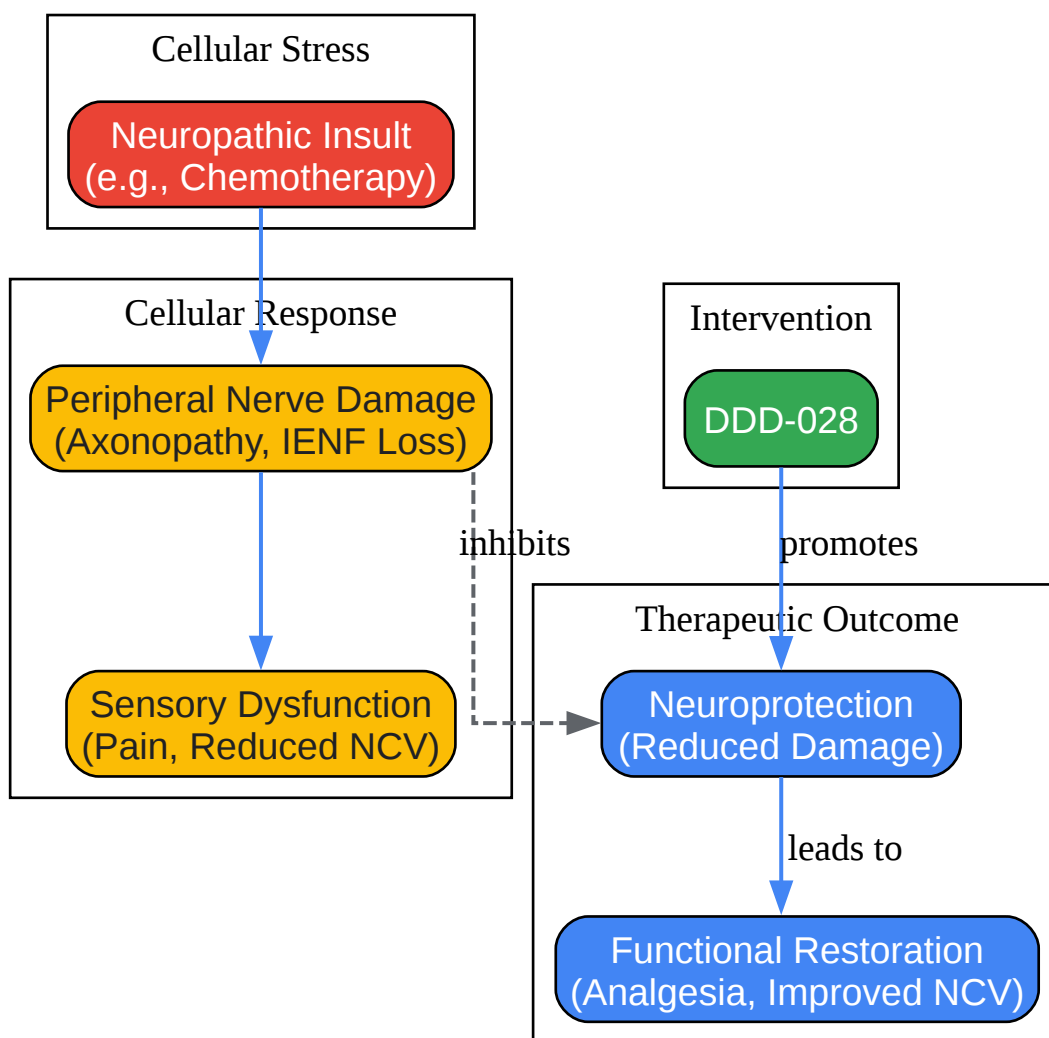 Cellular Stress
Neuropathic Insult
(e.g., Chemotherapy)
Cellular Response
Peripheral Nerve Damage
(Axonopathy, IENF Loss)
Intervention
DDD-028
inhibits
promotes
Sensory Dysfunction
(Pain, Reduced NCV)
Therapeutic Outcome
Neuroprotection
(Reduced Damage)
leads to
Functional Restoration
(Analgesia, Improved NCV)